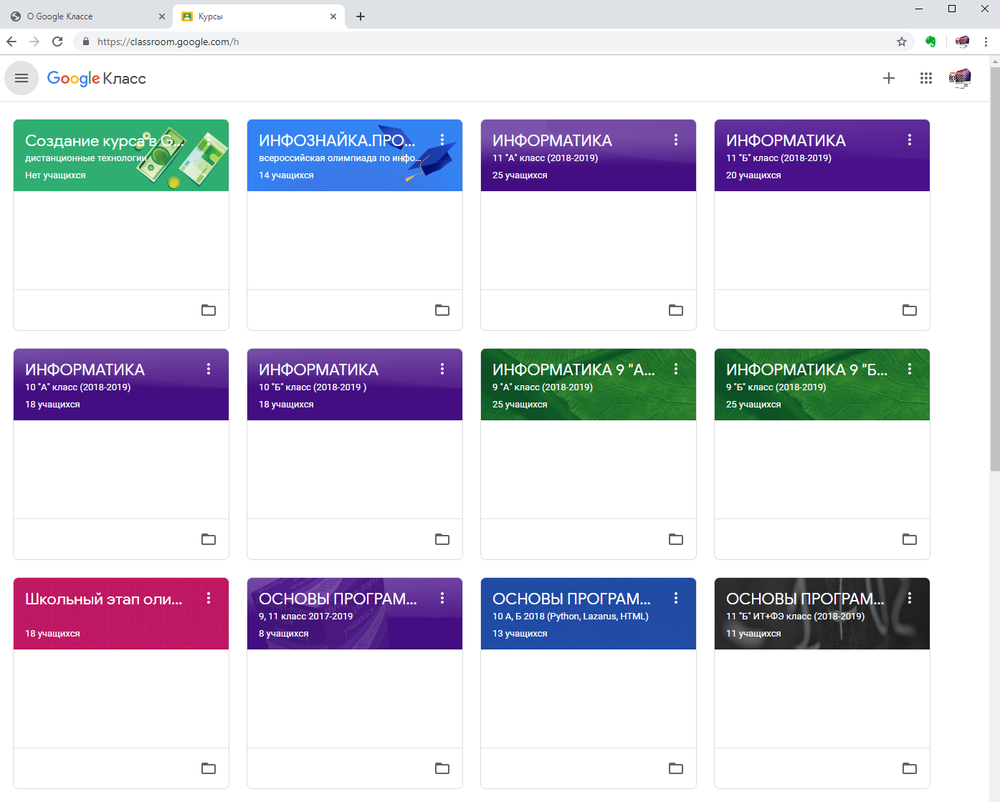 О Google Классе
Курсы
https://classroom.google.com/h
Google Класс
Создание курса в G...
дистанционные технологии
Нет учащихся
ИНФОЗНАЙКА.ПРО...
всероссийская олимпиада по инфо...
14 учащихся
ИНФОРМАТИКА
11 "А" класс (2018-2019)
25 учащихся
ИНФОРМАТИКА
11 "Б" класс (2018-2019)
20 учащихся
ИНФОРМАТИКА
10 "А" класс (2018-2019)
18 учащихся
ИНФОРМАТИКА
10 "Б" класс (2018-2019 )
18 учащихся
ИНФОРМАТИКА 9 "А...
9 "А" класс (2018-2019)
25 учащихся
ИНФОРМАТИКА 9 "Б...
9 "Б" класс (2018-2019)
25 учащихся
Школьный этап оли...
18 учащихся
ОСНОВЫ ПРОГРАМ...
9, 11 класс 2017-2019
8 учащихся
ОСНОВЫ ПРОГРАМ...
10 А, Б 2018 (Python, Lazarus, HTML)
13 учащихся
ОСНОВЫ ПРОГРАМ...
11 "Б" ИТ+ФЭ класс (2018-2019)
11 учащихся